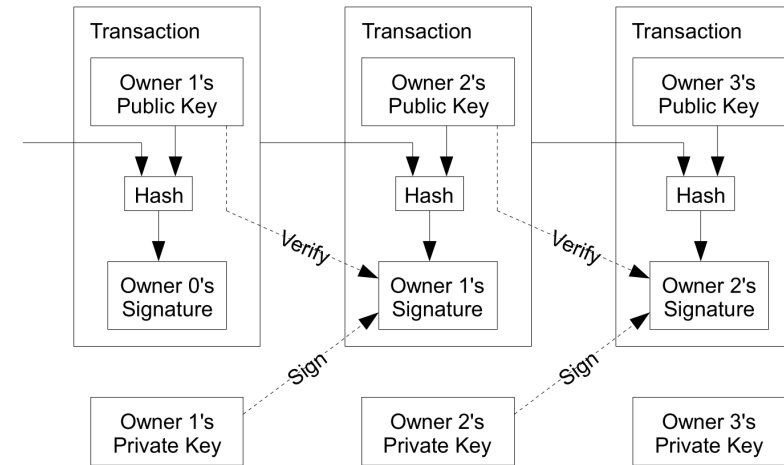 Transaction
Owner 1's
Public Key
Hash
Owner 0's
Signature
Transaction
Owner 2's
Public Key
Hash
Verify
Owner 1's
Signature
Transaction
Owner 3's
Public Key
Hash
Verify
Owner 2's
Signature
Sign
Sign
Owner 1's
Private Key
Owner 2's
Private Key
Owner 3's
Private Key